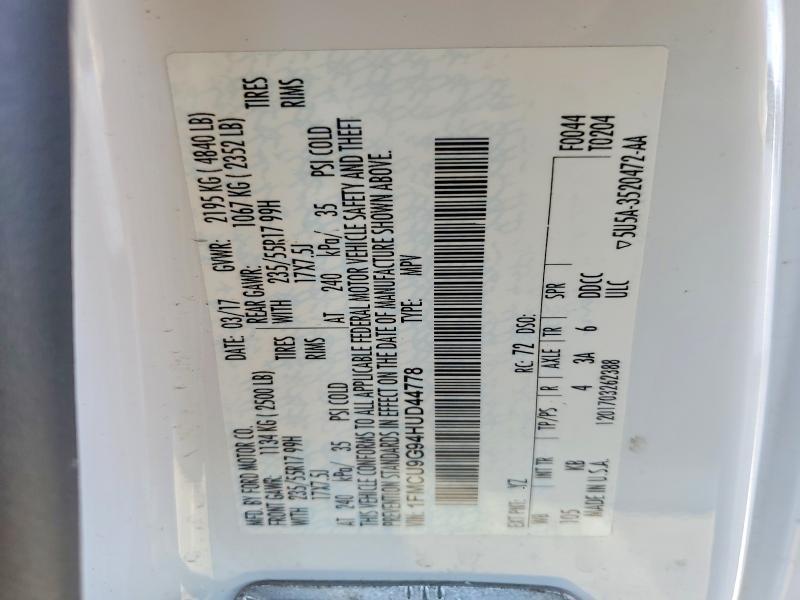 MFD. BY FORD MOTOR CO. DATE: 03/17 GVWR: 2195 KG ( 4840 LB)
FRONT GAWR: 1134 KG ( 2500 LB) REAR GAWR: 1067 KG ( 2352 LB)
WITH 235/55R17 99H TIRES WITH 235/55R17 99H TIRES
17X7.5J RIMS 17X7.5J RIMS
AT 240 kPa/ 35 PSI COLD AT 240 kPa/ 35 PSI COLD
THIS VEHICLE CONFORMS TO ALL APPLICABLE FEDERAL MOTOR VEHICLE SAFETY AND THEFT
PREVENTION STANDARDS IN EFFECT ON THE DATE OF MANUFACTURE SHOWN ABOVE.
VIN: 1FMCU9G94HUD44778 TYPE: MPV
EXT PNT: YZ RC: 72 DSO: F0044
WB INT TR TP/PS R AXLE TR SPR T0204
105 KB 4 3A 6 DDCC
MADE IN U.S.A. 1201703262388 ULC
▽5U5A-3520472-AA